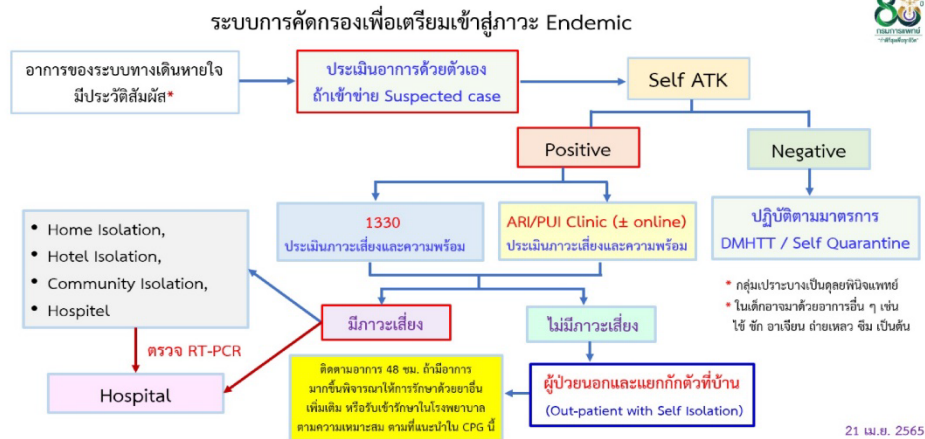 ระบบการคัดกรองเพื่อเตรียมเข้าสู่ภาวะ Endemic
80
กรมการแพทย์
อาการของระบบทางเดินหายใจ
มีประวัติสัมผัส*
ประเมินอาการด้วยตัวเอง
ถ้าเข้าข่าย Suspected case
Self ATK
Positive
Negative
1330
ประเมินภาวะเสี่ยงและความพร้อม
ARI/PUI Clinic (± online)
ประเมินภาวะเสี่ยงและความพร้อม
ปฏิบัติตามมาตรการ
DMHTT / Self Quarantine
• Home Isolation,
• Hotel Isolation,
• Community Isolation,
• Hospitel
* กลุ่มเปราะบางเป็นดุลยพินิจแพทย์
* ในเด็กอาจมาด้วยอาการอื่น ๆ เช่น
ไข้ ชัก อาเจียน ถ่ายเหลว ซึม เป็นต้น
มีภาวะเสี่ยง
ไม่มีภาวะเสี่ยง
ตรวจ RT-PCR
Hospital
ติดตามอาการ 48 ชม. ถ้ามีอาการ
มากขึ้นพิจารณาให้การรักษาด้วยยาอื่น
เพิ่มเติม หรือรับเข้ารักษาในโรงพยาบาล
ตามความเหมาะสม ตามที่แนะนำใน CPG นี้
ผู้ป่วยนอกและแยกกักตัวที่บ้าน
(Out-patient with Self Isolation)
21 เม.ย. 2565